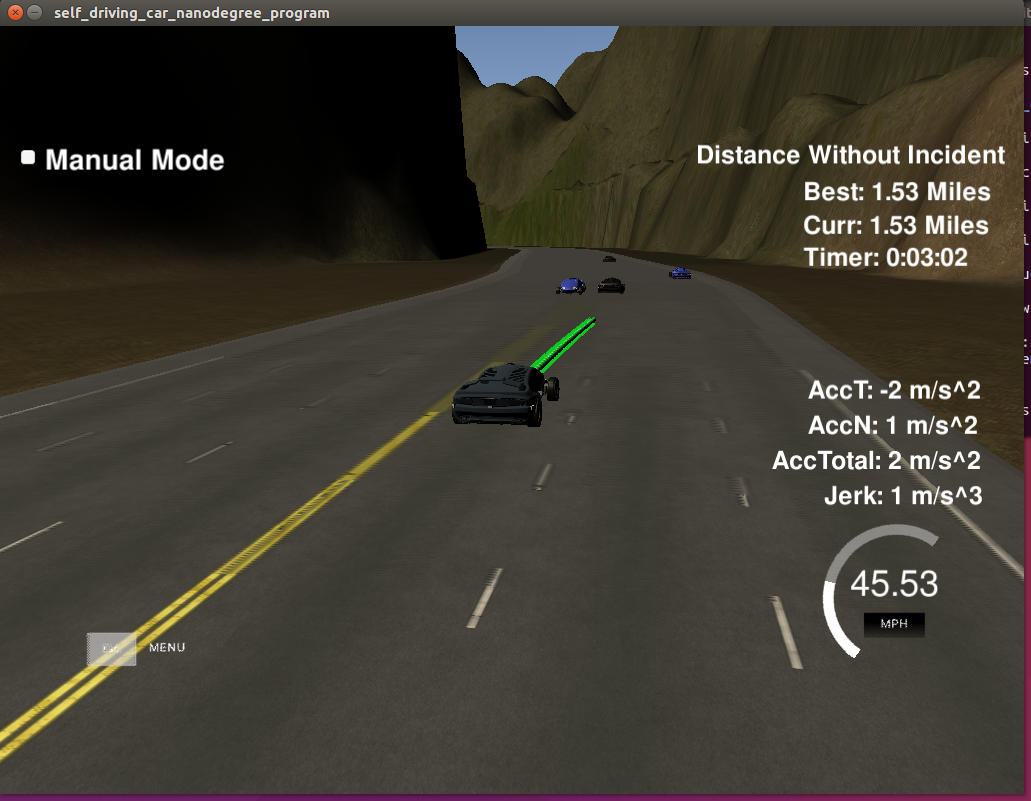 self_driving_car_nanodegree_program
Manual Mode
Distance Without Incident
Best: 1.53 Miles
Curr: 1.53 Miles
Timer: 0:03:02
AccT: -2 m/s^2
AccN: 1 m/s^2
AccTotal: 2 m/s^2
Jerk: 1 m/s^3
45.53
MPH
MENU